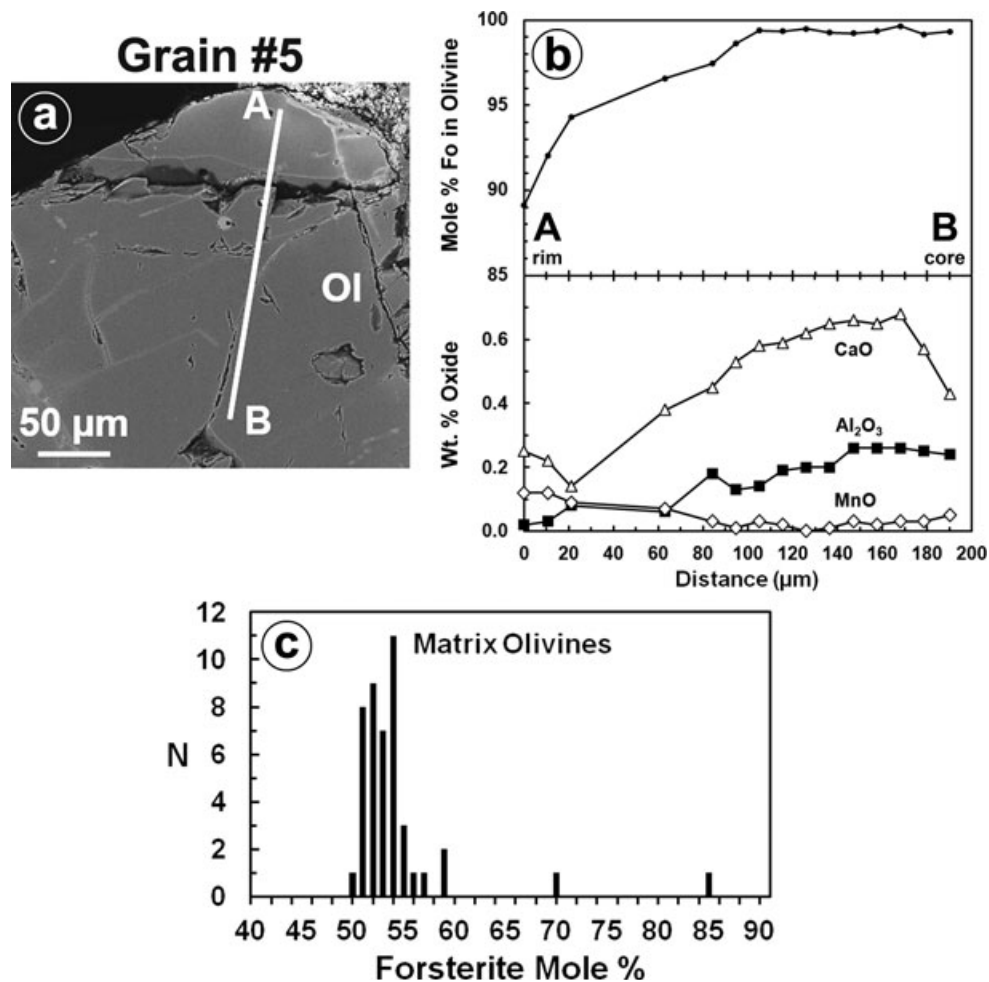 Grain #5
a
A
Ol
B
50 µm
b
Mole % Fo in Olivine
100
95
90
85
A
rim
B
core
Wt. % Oxide
0.6
0.4
0.2
0.0
CaO
Al₂O₃
MnO
0 20 40 60 80 100 120 140 160 180 200
Distance (µm)
c
Matrix Olivines
N
12
10
8
6
4
2
0
40 45 50 55 60 65 70 75 80 85 90
Forsterite Mole %